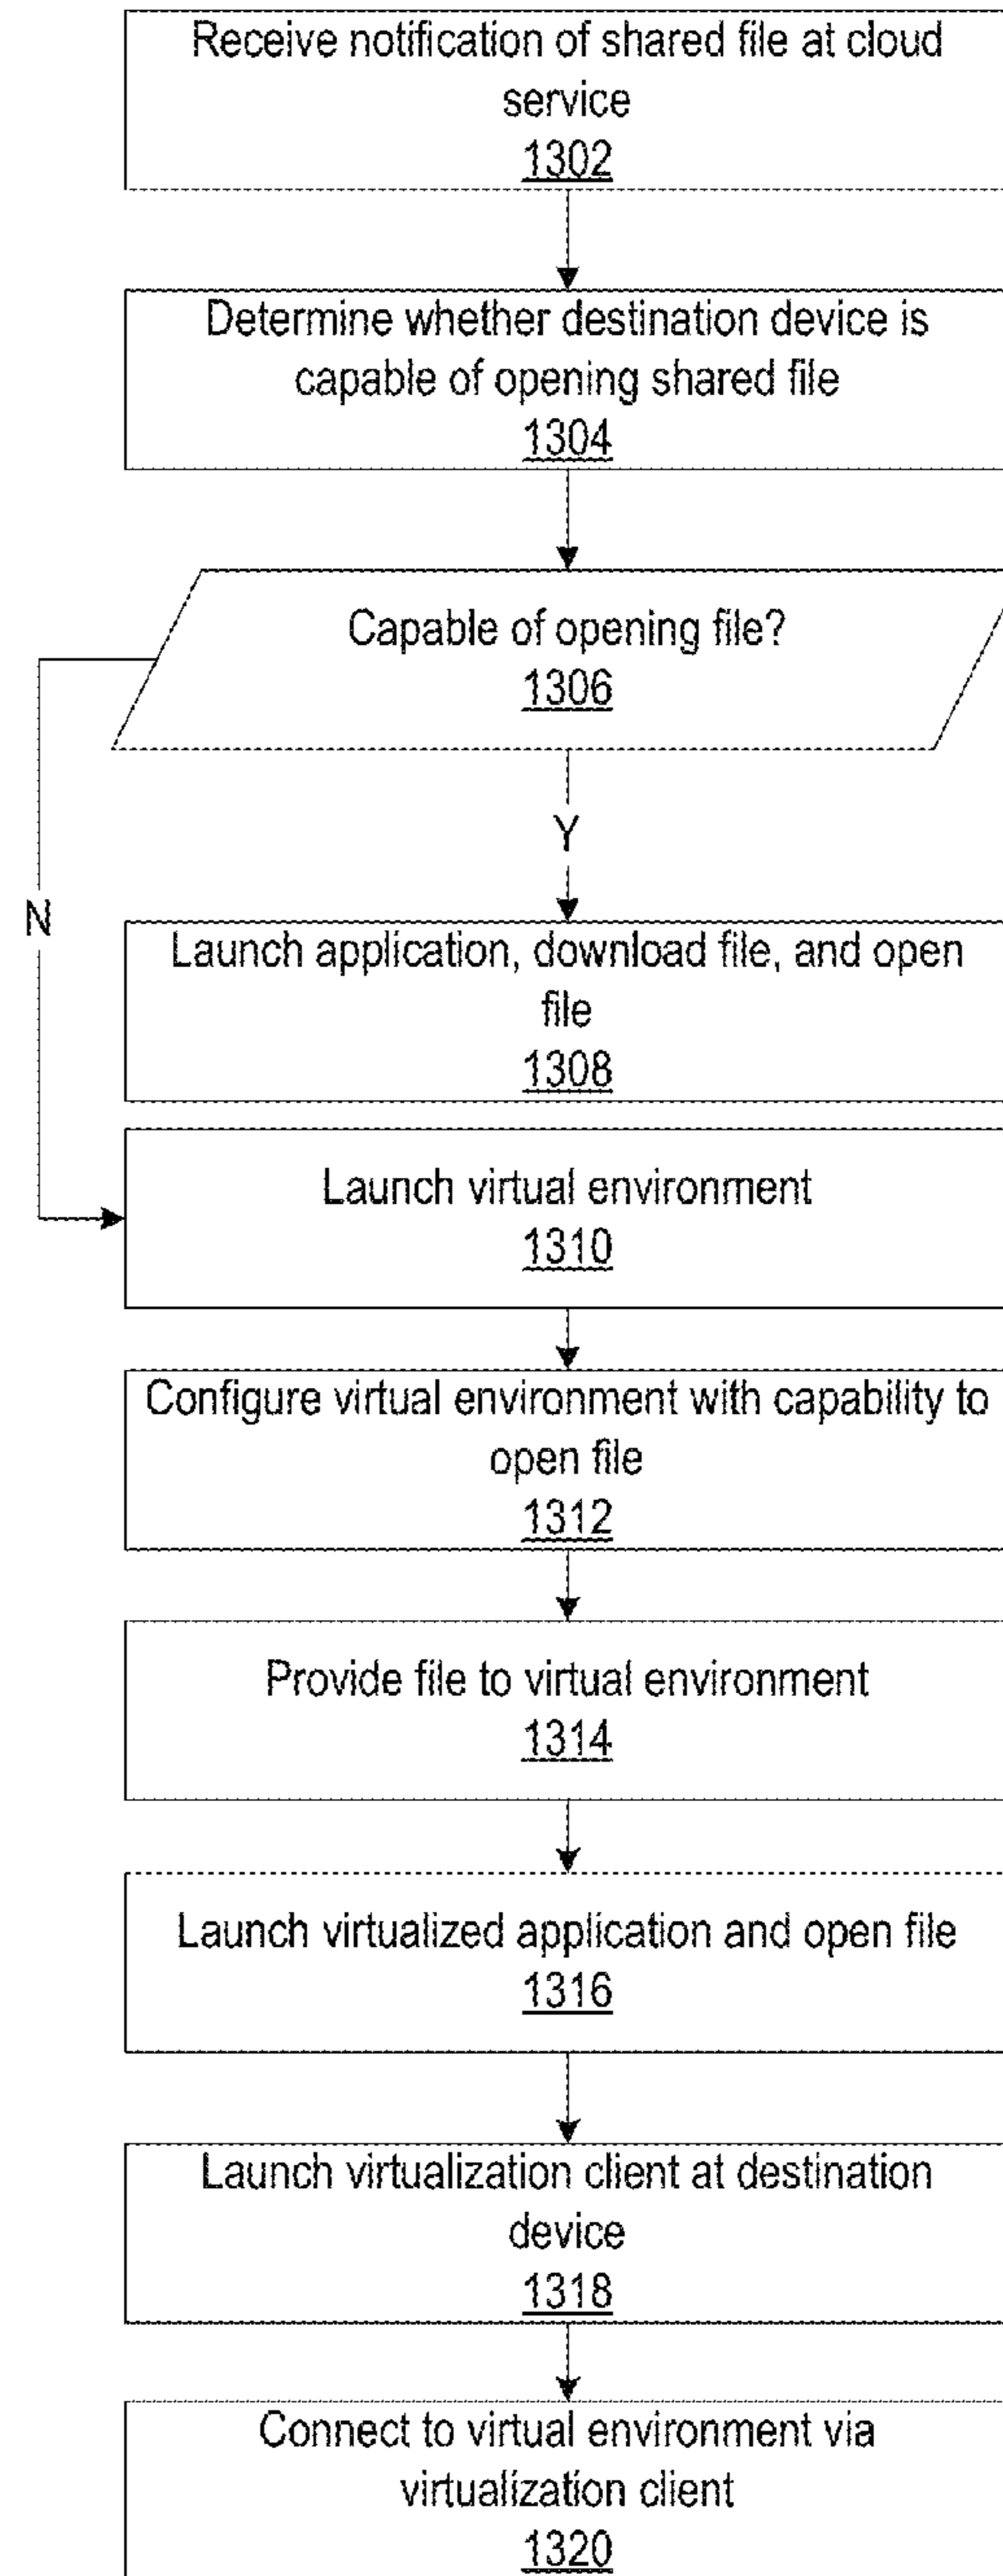 Receive notification of shared file at cloud
service
1302
Determine whether destination device is
capable of opening shared file
1304
Capable of opening file?
1306
Y
N
Launch application, download file, and open
file
1308
Launch virtual environment
1310
Configure virtual environment with capability to
open file
1312
Provide file to virtual environment
1314
Launch virtualized application and open file
1316
Launch virtualization client at destination
device
1318
Connect to virtual environment via
virtualization client
1320